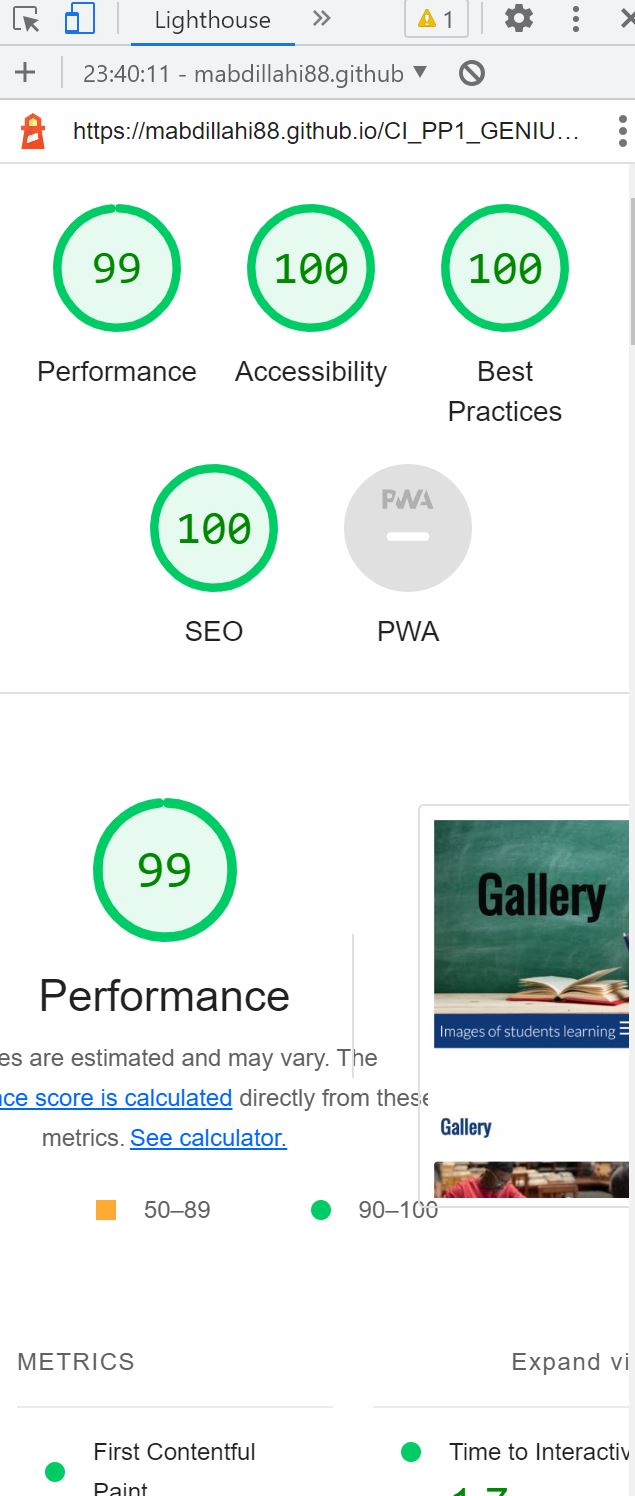 Lighthouse
1
23:40:11 - mabdillahi88.github
https://mabdillahi88.github.io/CI_PP1_GENIU…
99 100 100
Performance Accessibility Best
Practices
100 PWA
SEO PWA
99
Gallery
Performance
Images of students learning
es are estimated and may vary. The
ce score is calculated directly from these
metrics. See calculator.
Gallery
50–89 90–100
METRICS Expand vi
First Contentful Time to Interactiv
Paint